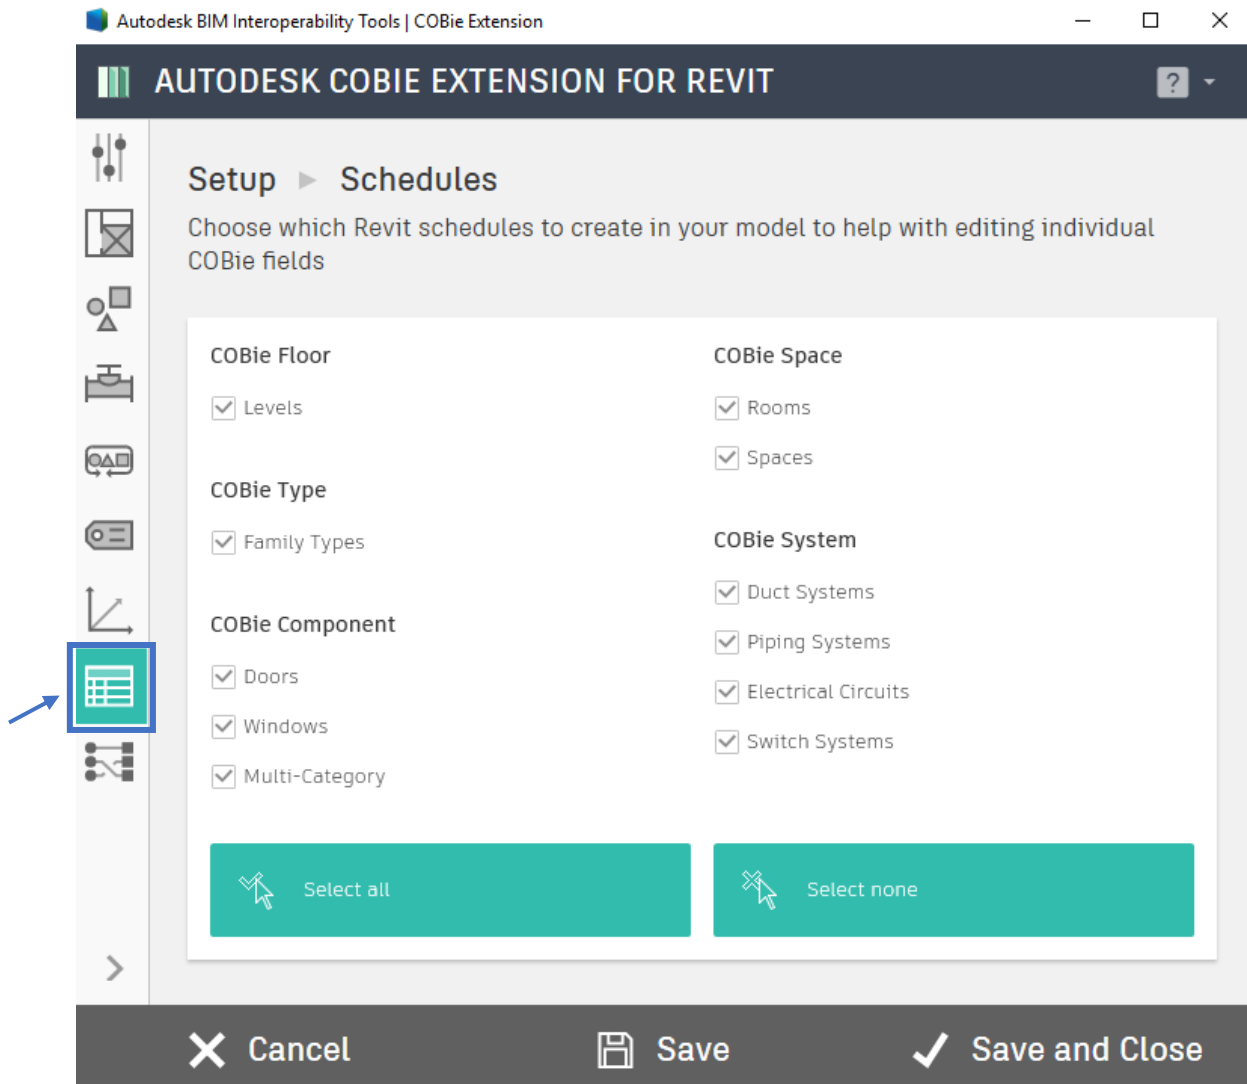 Autodesk BIM Interoperability Tools | COBie Extension
AUTODESK COBIE EXTENSION FOR REVIT
?
Setup ▶ Schedules
Choose which Revit schedules to create in your model to help with editing individual
COBie fields
COBie Floor
Levels
COBie Type
Family Types
COBie Component
Doors
Windows
Multi-Category
COBie Space
Rooms
Spaces
COBie System
Duct Systems
Piping Systems
Electrical Circuits
Switch Systems
Select all
Select none
Cancel
Save
Save and Close